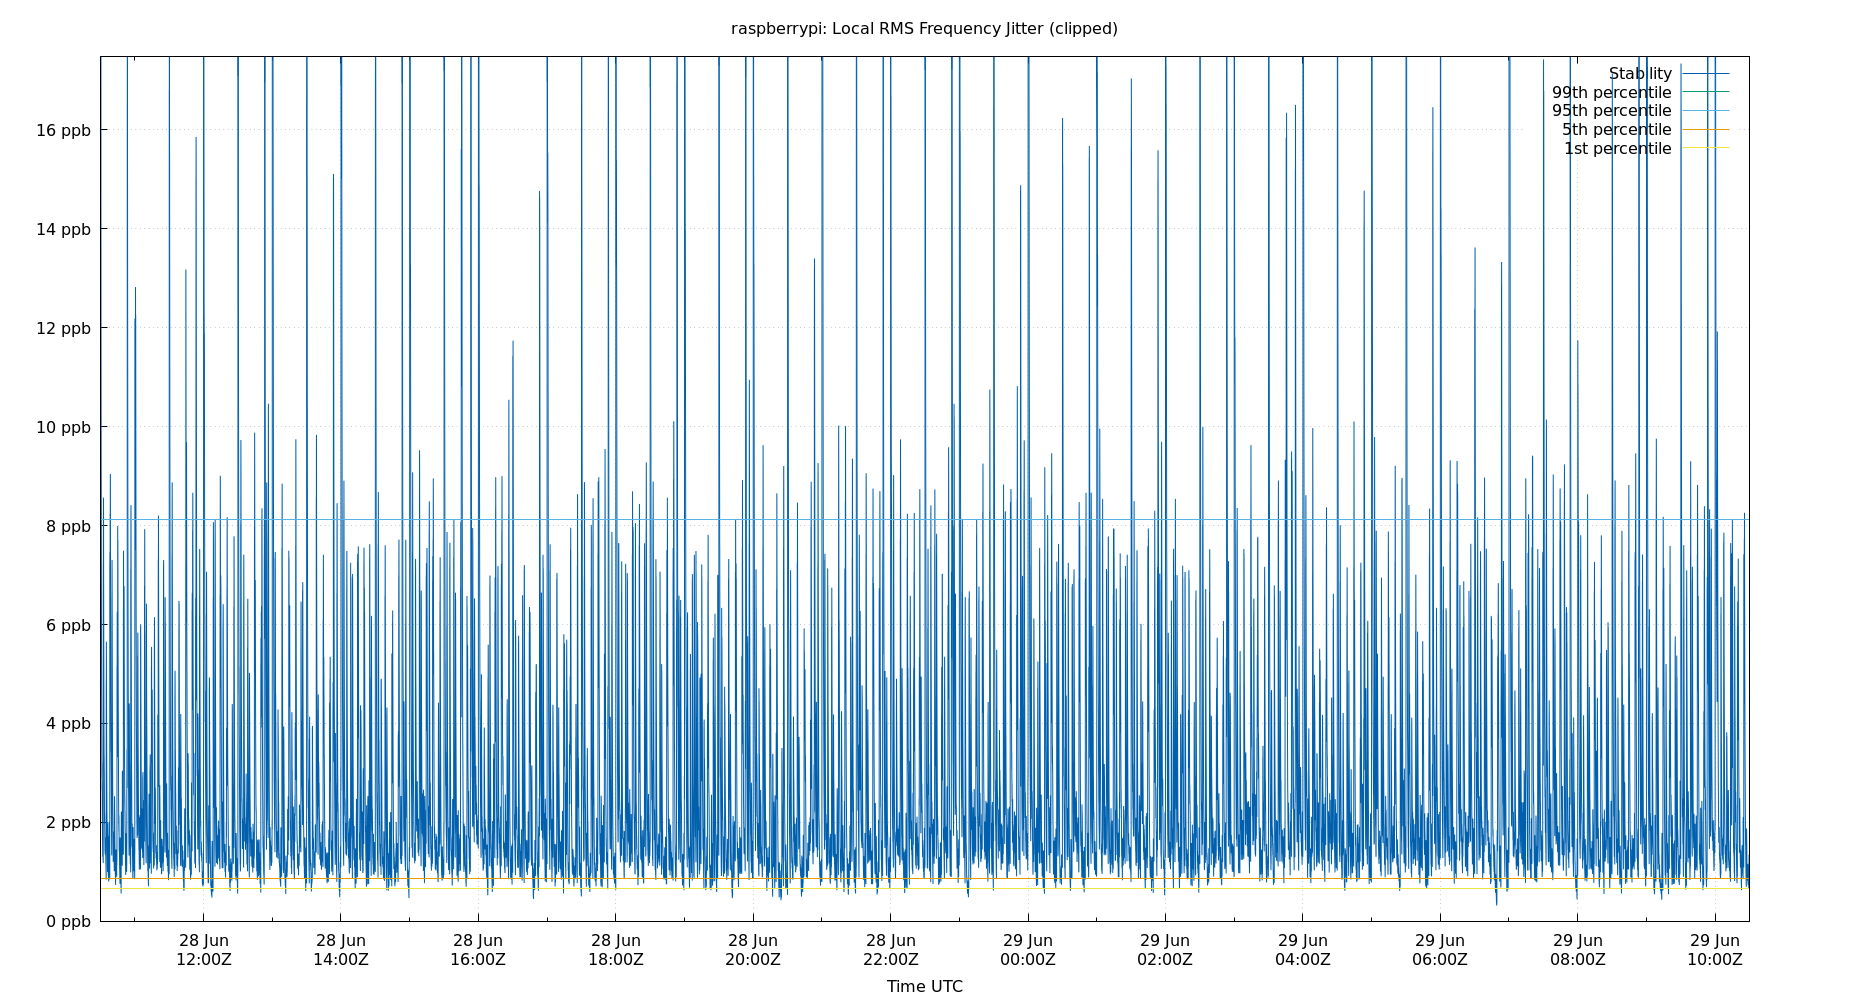 raspberrypi: Local RMS Frequency Jitter (clipped)
Stability
99th percentile
95th percentile
5th percentile
1st percentile
16 ppb
14 ppb
12 ppb
10 ppb
8 ppb
6 ppb
4 ppb
2 ppb
0 ppb
28 Jun 28 Jun 28 Jun 28 Jun 28 Jun 28 Jun 29 Jun 29 Jun 29 Jun 29 Jun 29 Jun 29 Jun
12:00Z 14:00Z 16:00Z 18:00Z 20:00Z 22:00Z 00:00Z 02:00Z 04:00Z 06:00Z 08:00Z 10:00Z
Time UTC